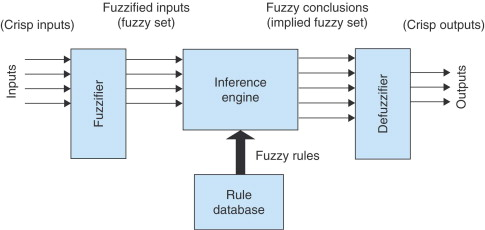 Fuzzified inputs
(fuzzy set)
Fuzzy conclusions
(implied fuzzy set)
(Crisp inputs)
(Crisp outputs)
Inputs
Fuzzifier
Inference
engine
Defuzzifier
Outputs
Fuzzy rules
Rule
database